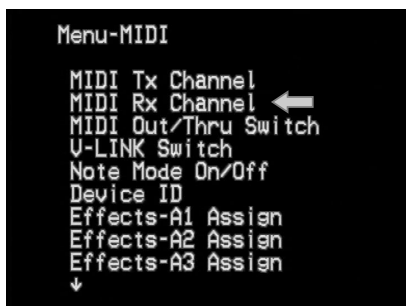 Menu-MIDI
MIDI Tx Channel
MIDI Rx Channel
MIDI Out/Thru Switch
V-LINK Switch
Note Mode On/Off
Device ID
Effects-A1 Assign
Effects-A2 Assign
Effects-A3 Assign